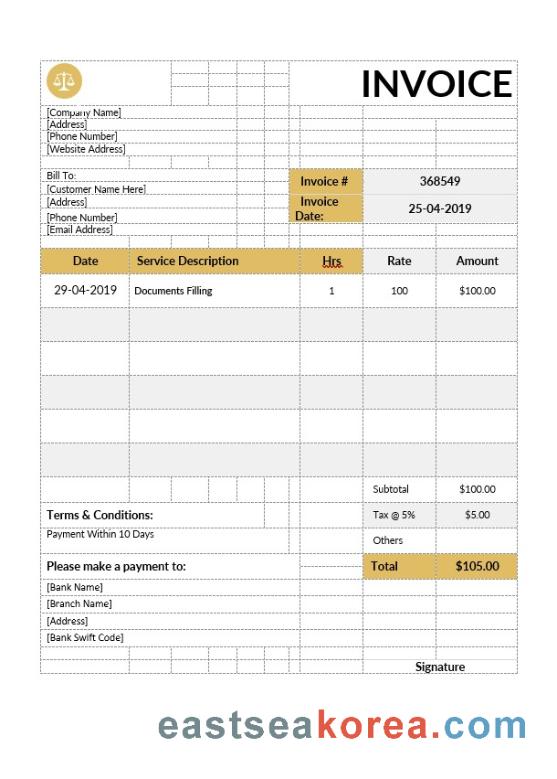 INVOICE
[Company Name]
[Address]
[Phone Number]
[Website Address]
Bill To:
[Customer Name Here]
Invoice # 368549
[Address]
Invoice Date: 25-04-2019
[Phone Number]
[Email Address]
Date Service Description Hrs Rate Amount
29-04-2019 Documents Filling 1 100 $100.00
Subtotal $100.00
Terms & Conditions: Tax @ 5% $5.00
Payment Within 10 Days Others
Please make a payment to: Total $105.00
[Bank Name]
[Branch Name]
[Address]
[Bank Swift Code]
Signature
eastseakorea.com